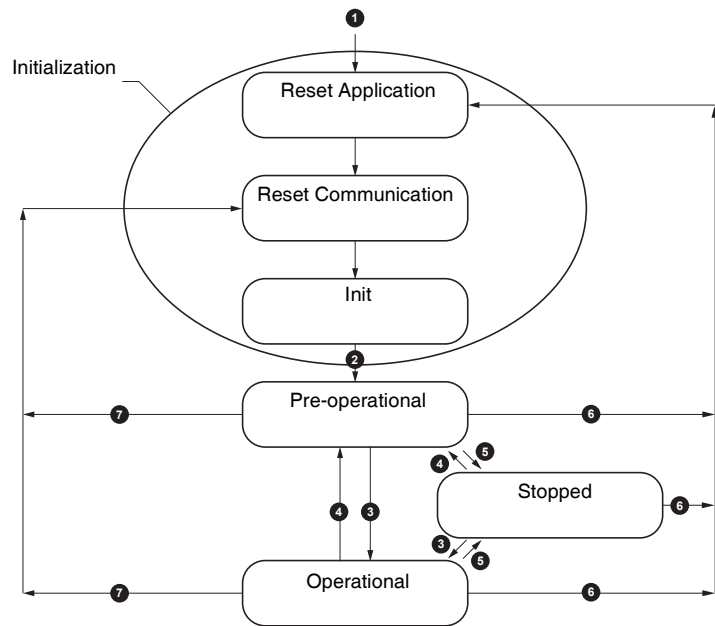 1
Initialization
Reset Application
Reset Communication
Init
2
Pre-operational
7
6
4
5
Stopped
4
3
6
3
5
Operational
7
6